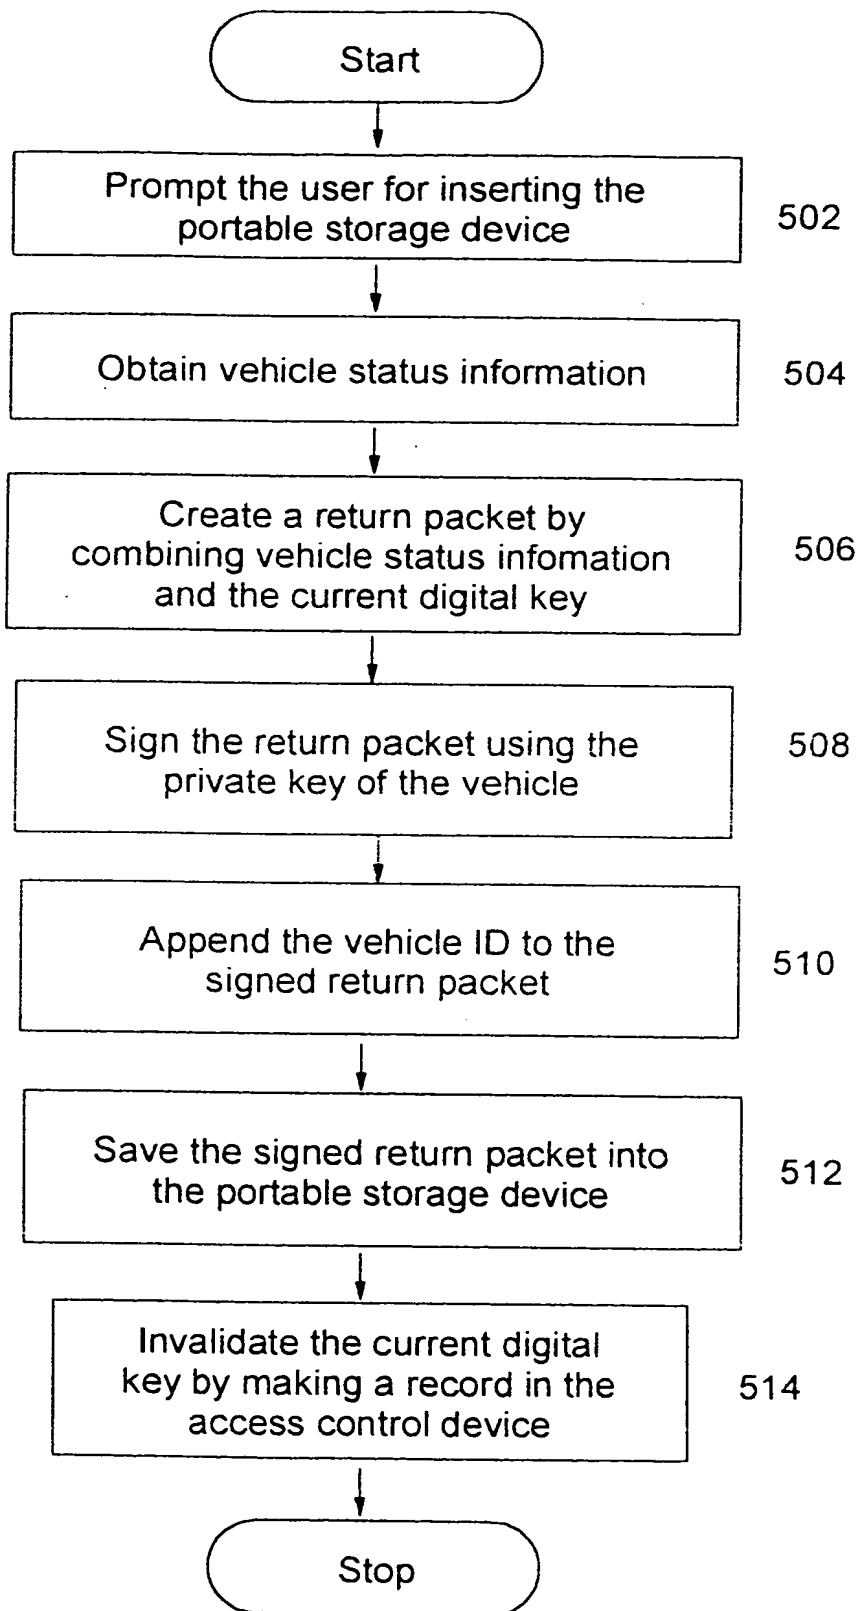 Start
Prompt the user for inserting the
portable storage device
502
Obtain vehicle status information
504
Create a return packet by
combining vehicle status infomation
and the current digital key
506
Sign the return packet using the
private key of the vehicle
508
Append the vehicle ID to the
signed return packet
510
Save the signed return packet into
the portable storage device
512
Invalidate the current digital
key by making a record in the
access control device
514
Stop